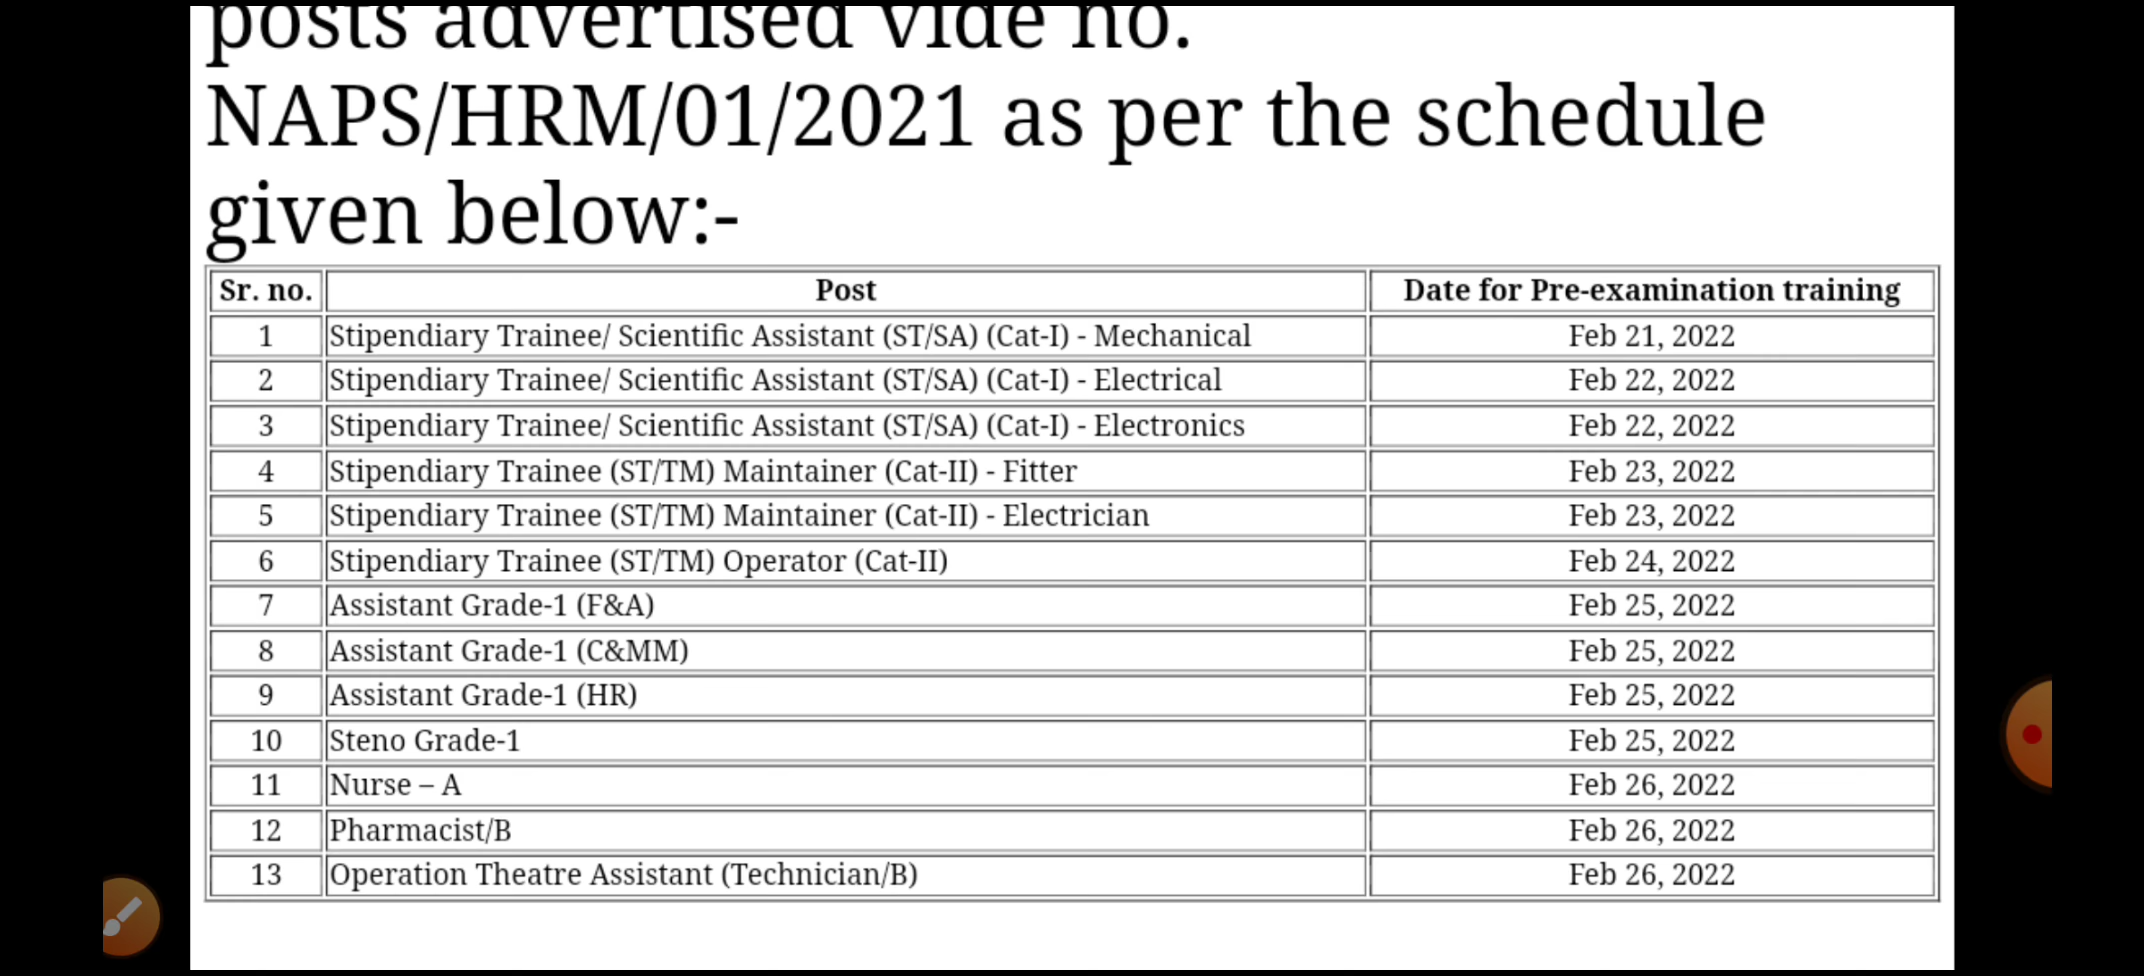 posts advertised vide no.
NAPS/HRM/01/2021 as per the schedule
given below:-
Sr. no. Post Date for Pre-examination training
1 Stipendiary Trainee/ Scientific Assistant (ST/SA) (Cat-I) - Mechanical Feb 21, 2022
2 Stipendiary Trainee/ Scientific Assistant (ST/SA) (Cat-I) - Electrical Feb 22, 2022
3 Stipendiary Trainee/ Scientific Assistant (ST/SA) (Cat-I) - Electronics Feb 22, 2022
4 Stipendiary Trainee (ST/TM) Maintainer (Cat-II) - Fitter Feb 23, 2022
5 Stipendiary Trainee (ST/TM) Maintainer (Cat-II) - Electrician Feb 23, 2022
6 Stipendiary Trainee (ST/TM) Operator (Cat-II) Feb 24, 2022
7 Assistant Grade-1 (F&A) Feb 25, 2022
8 Assistant Grade-1 (C&MM) Feb 25, 2022
9 Assistant Grade-1 (HR) Feb 25, 2022
10 Steno Grade-1 Feb 25, 2022
11 Nurse – A Feb 26, 2022
12 Pharmacist/B Feb 26, 2022
13 Operation Theatre Assistant (Technician/B) Feb 26, 2022